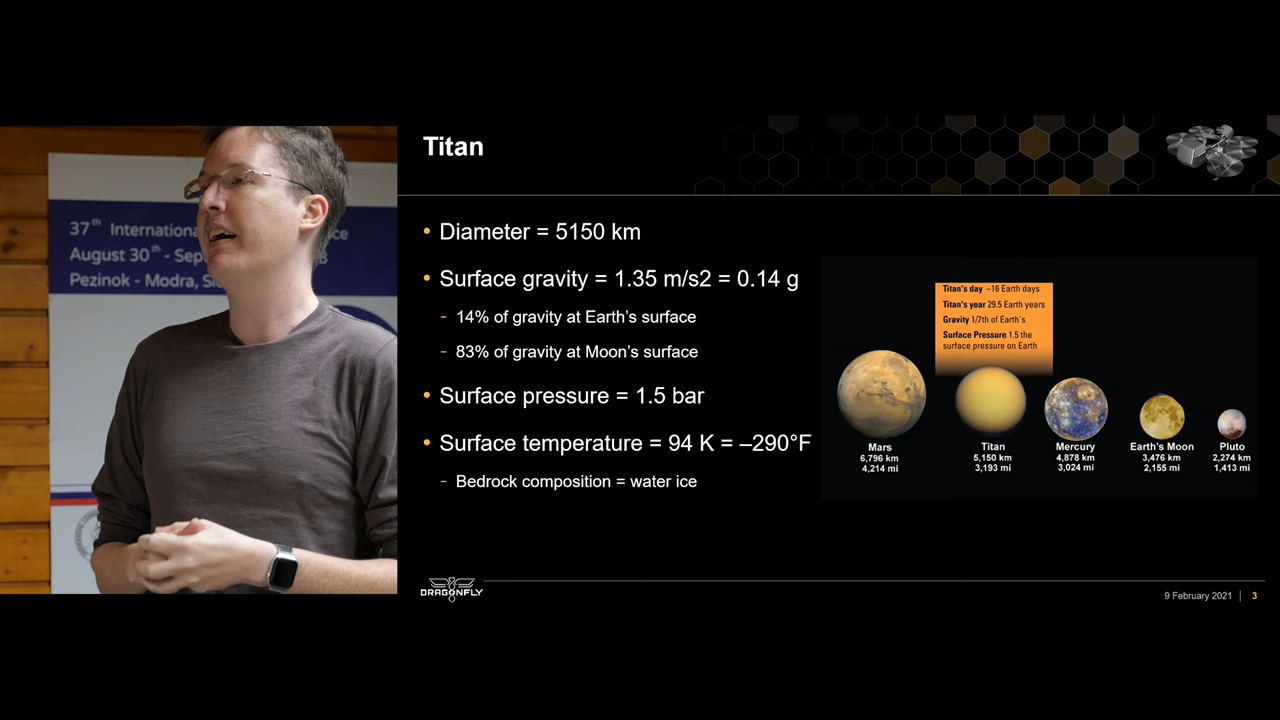 Titan
37th Internationa ce
August 30th - Sep 8
Pezinok - Modra, Sl
• Diameter = 5150 km
• Surface gravity = 1.35 m/s2 = 0.14 g
- 14% of gravity at Earth’s surface
- 83% of gravity at Moon’s surface
• Surface pressure = 1.5 bar
• Surface temperature = 94 K = –290°F
- Bedrock composition = water ice
Titan's day ~16 Earth days
Titan's year 29.5 Earth years
Gravity 1/7th of Earth's
Surface Pressure 1.5 the
surface pressure on Earth
Mars
6,796 km
4,214 mi
Titan
5,150 km
3,193 mi
Mercury
4,878 km
3,024 mi
Earth's Moon
3,476 km
2,155 mi
Pluto
2,274 km
1,413 mi
DRAGONFLY
9 February 2021 | 3